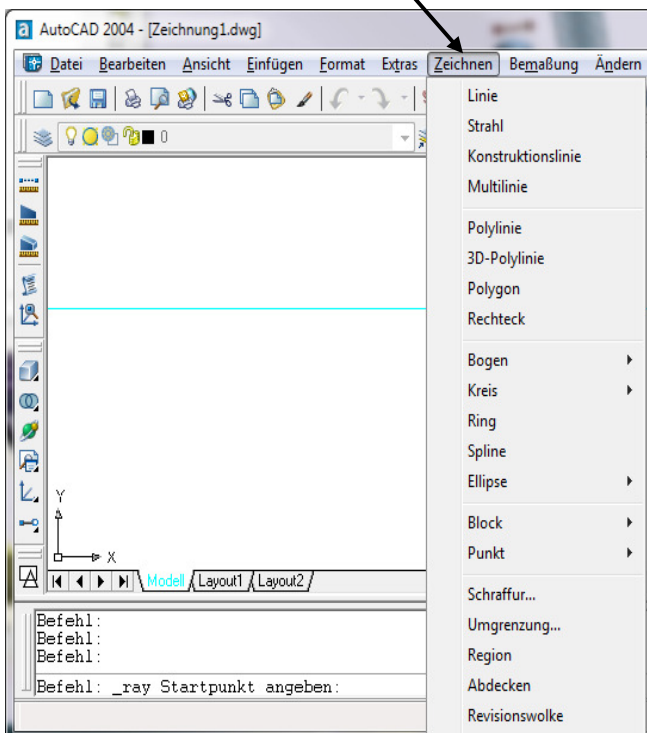 AutoCAD 2004 - [Zeichnung1.dwg]
Datei Bearbeiten Ansicht Einfügen Format Extras Zeichnen Bemaßung Ändern
0
Linie
Strahl
Konstruktionslinie
Multilinie
Polylinie
3D-Polylinie
Polygon
Rechteck
Bogen
Kreis
Ring
Spline
Ellipse
Block
Punkt
Schraffur...
Umgrenzung...
Region
Abdecken
Revisionswolke
Y
X
Modell Layout1 Layout2
Befehl:
Befehl:
Befehl:
Befehl: _ray Startpunkt angeben: